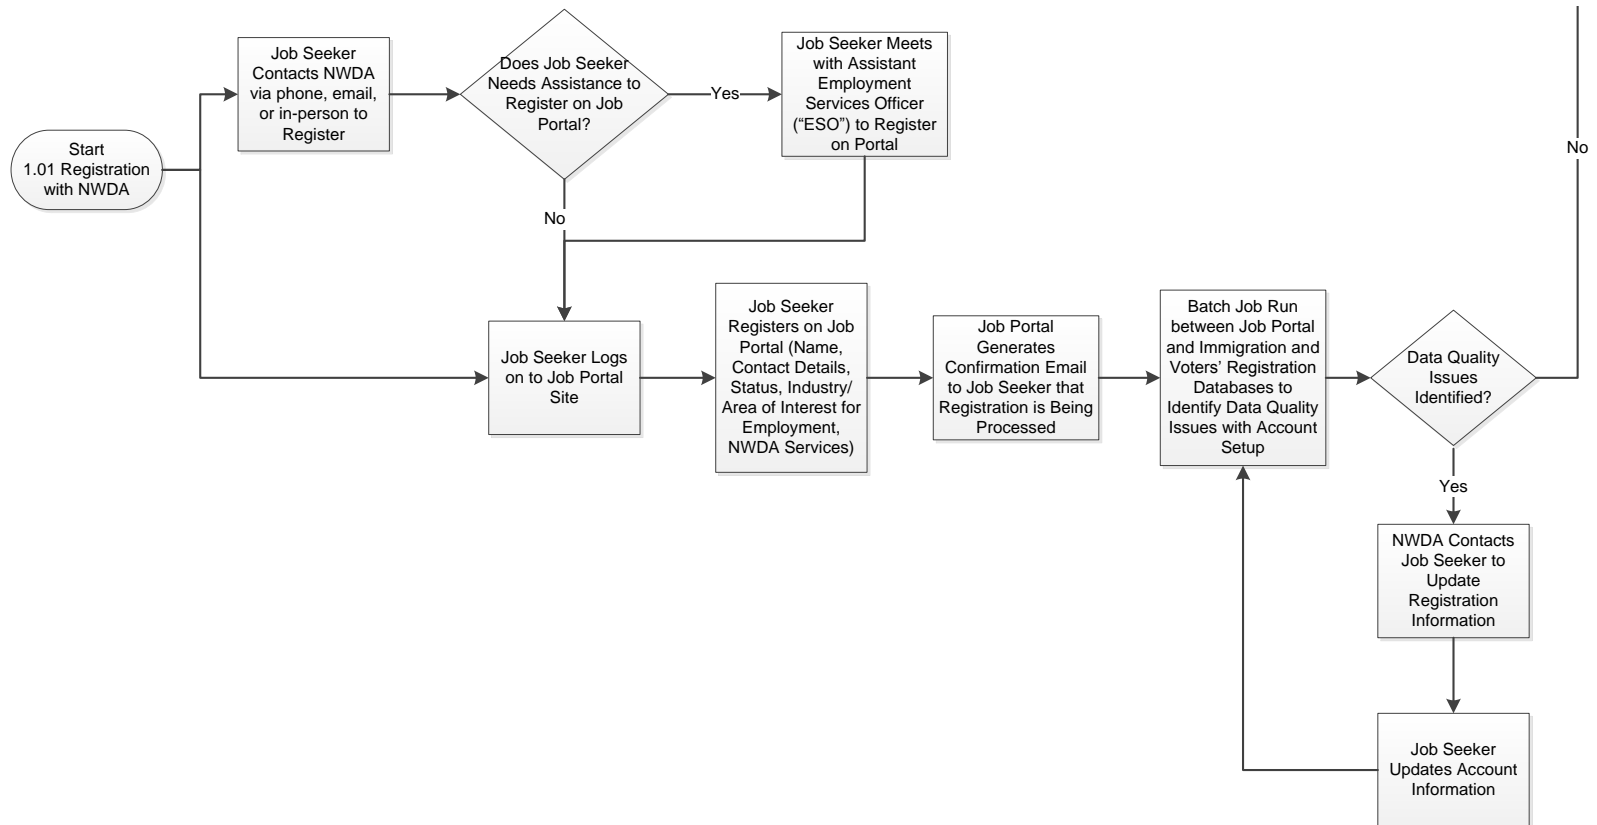 Start
1.01 Registration
with NWDA
Job Seeker
Contacts NWDA
via phone, email,
or in-person to
Register
Does Job Seeker
Needs Assistance to
Register on Job
Portal?
Yes
Job Seeker Meets
with Assistant
Employment
Services Officer
(“ESO”) to Register
on Portal
No
No
Job Seeker Logs
on to Job Portal
Site
Job Seeker
Registers on Job
Portal (Name,
Contact Details,
Status, Industry/
Area of Interest for
Employment,
NWDA Services)
Job Portal
Generates
Confirmation Email
to Job Seeker that
Registration is Being
Processed
Batch Job Run
between Job Portal
and Immigration and
Voters’ Registration
Databases to
Identify Data Quality
Issues with Account
Setup
Data Quality
Issues
Identified?
Yes
NWDA Contacts
Job Seeker to
Update
Registration
Information
Job Seeker
Updates Account
Information